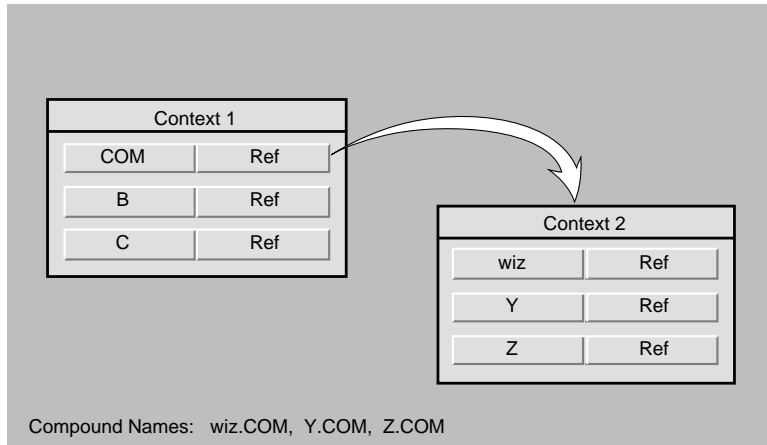 Context 1
COM Ref
B Ref
C Ref
Context 2
wiz Ref
Y Ref
Z Ref
Compound Names: wiz.COM, Y.COM, Z.COM